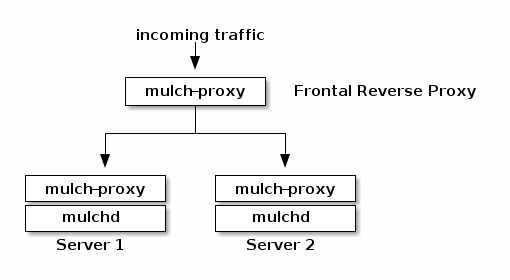 incoming traffic
mulch-proxy Frontal Reverse Proxy
mulch-proxy mulch-proxy
mulchd mulchd
Server 1 Server 2